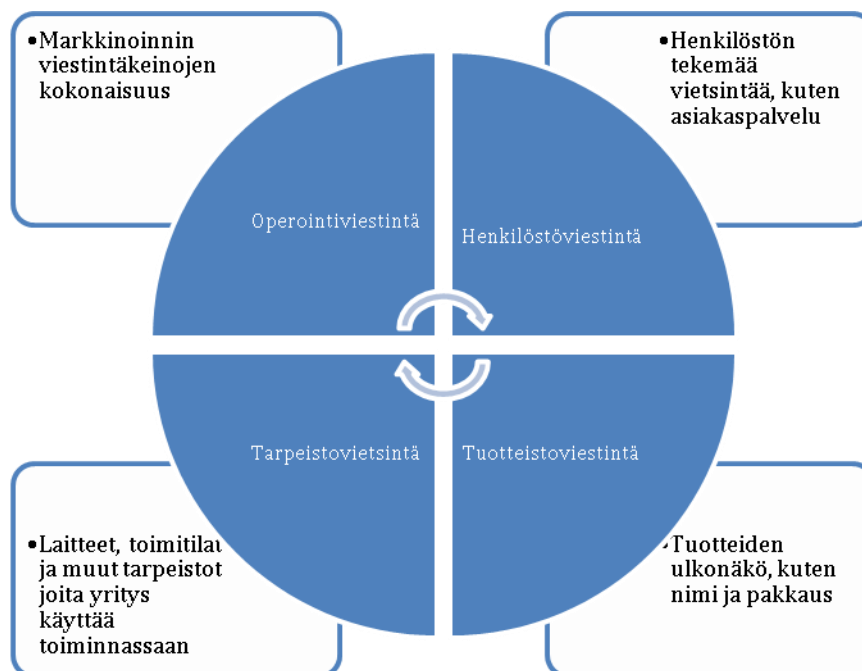 •Markkinoinnin
viestintäkeinojen
kokonaisuus
•Henkilöstön
tekemää
vietsintää, kuten
asiakaspalvelu
Operointiviestintä
Henkilöstöviestintä
Tarpeistovietsintä
Tuotteistoviestintä
•Laitteet, toimitilat
ja muut tarpeistot
joita yritys
käyttää
toiminnassaan
•Tuotteiden
ulkonäkö, kuten
nimi ja pakkaus